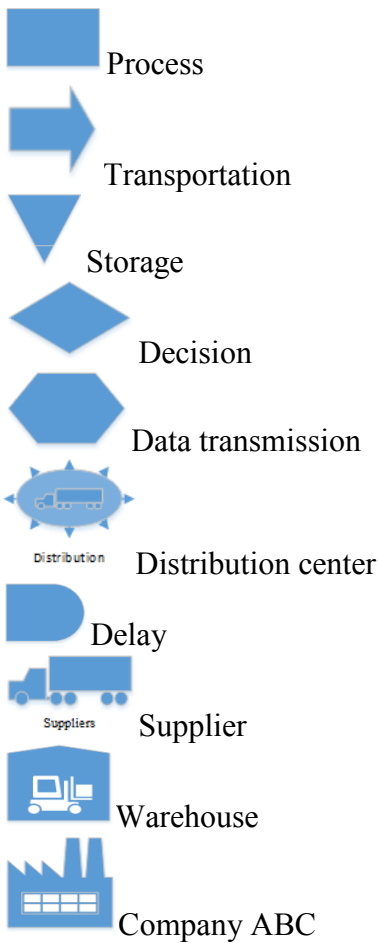 Process
Transportation
Storage
Decision
Data transmission
Distribution
Distribution center
Delay
Suppliers
Supplier
Warehouse
Company ABC